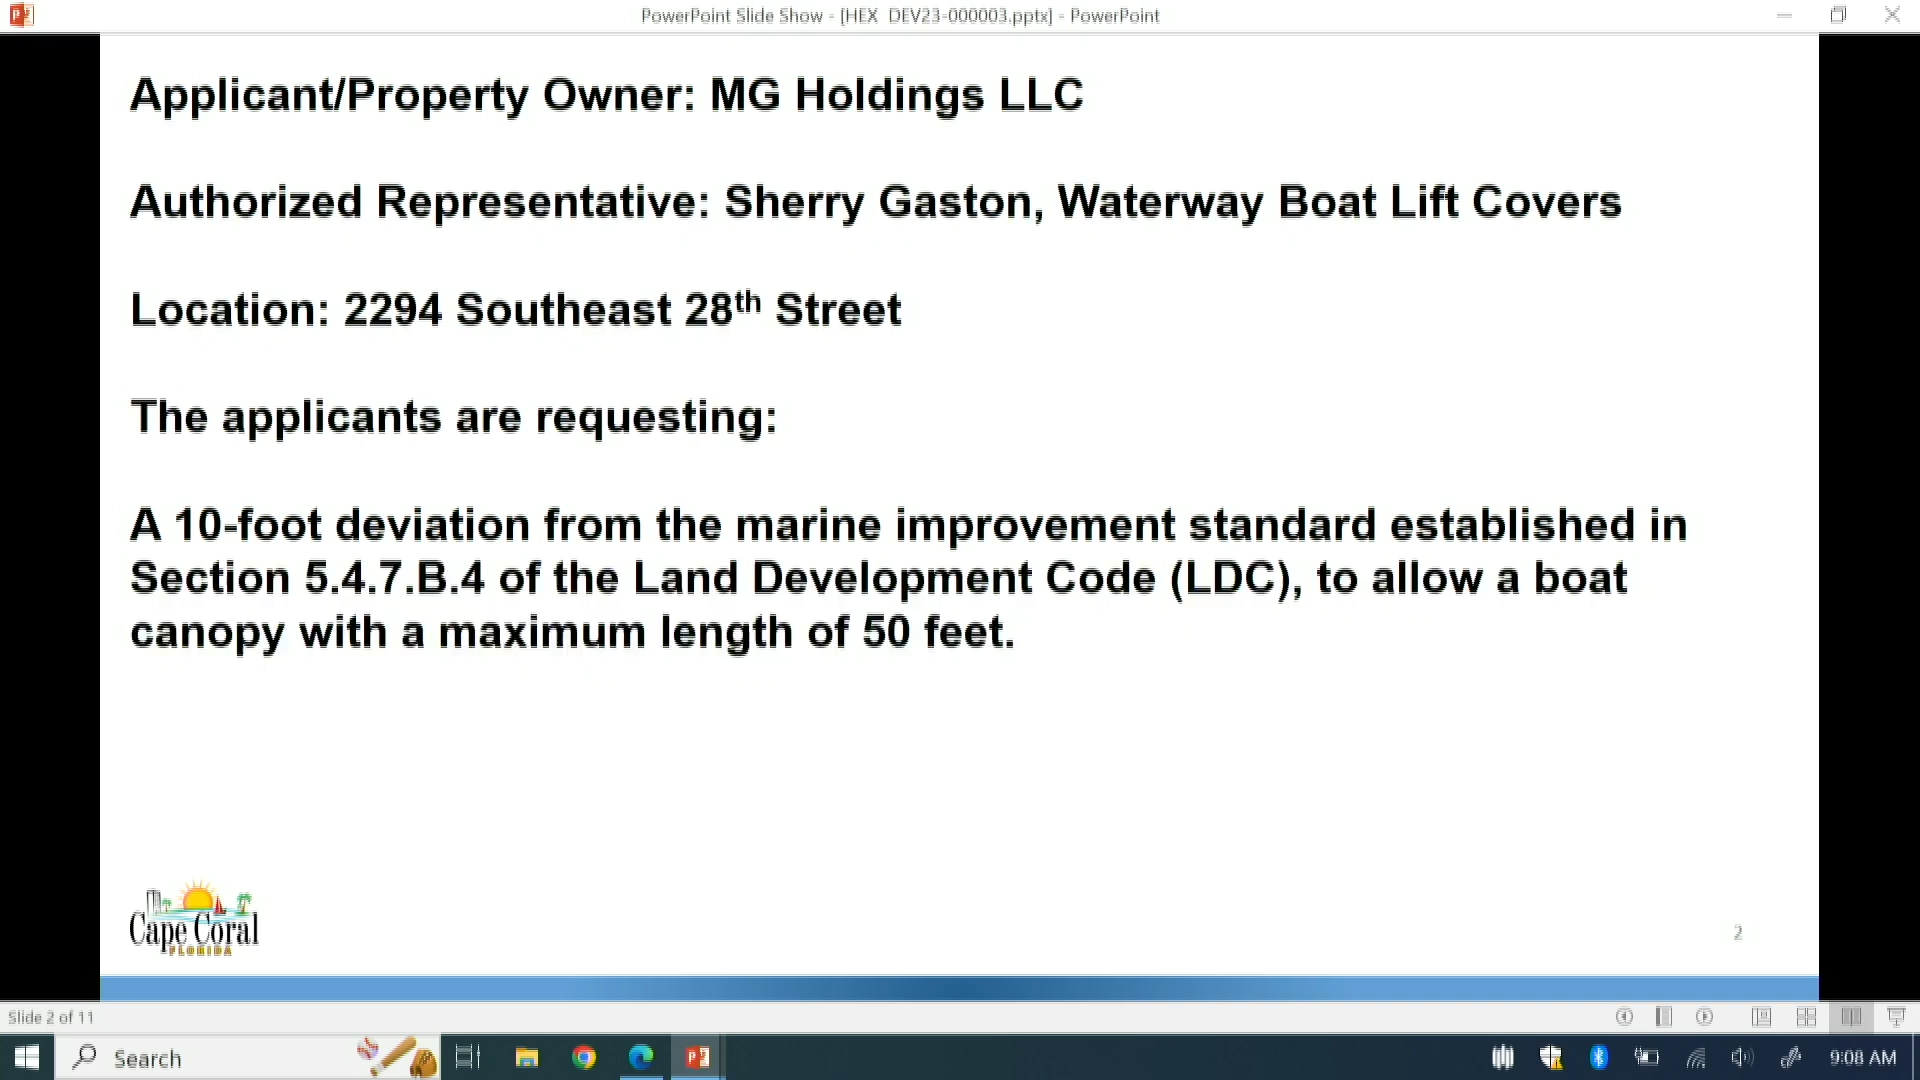 PowerPoint Slide Show - [HEX DEV23-000003.pptx] - PowerPoint
Applicant/Property Owner: MG Holdings LLC
Authorized Representative: Sherry Gaston, Waterway Boat Lift Covers
Location: 2294 Southeast 28th Street
The applicants are requesting:
A 10-foot deviation from the marine improvement standard established in
Section 5.4.7.B.4 of the Land Development Code (LDC), to allow a boat
canopy with a maximum length of 50 feet.
Cape Coral
FLORIDA
2
Slide 2 of 11
Search
9:08 AM